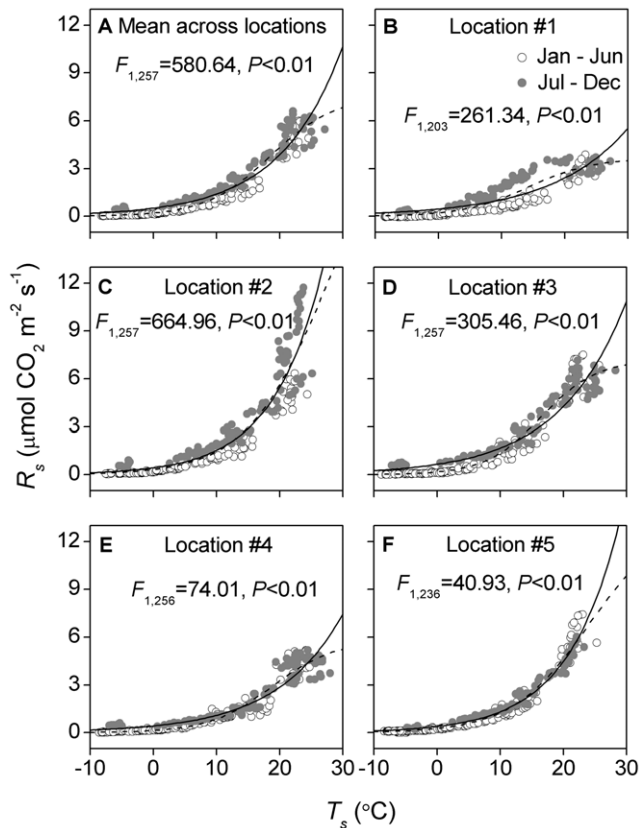 A Mean across locations
F1,257=580.64, P<0.01
12
9
6
3
0
B Location #1
Jan - Jun
Jul - Dec
F1,203=261.34, P<0.01
C Location #2
F1,257=664.96, P<0.01
12
9
6
3
0
D Location #3
F1,257=305.46, P<0.01
E Location #4
F1,256=74.01, P<0.01
12
9
6
3
0
-10 0 10 20 30
F Location #5
F1,236=40.93, P<0.01
-10 0 10 20 30
Rs (μmol CO2 m-2 s-1)
Ts (°C)